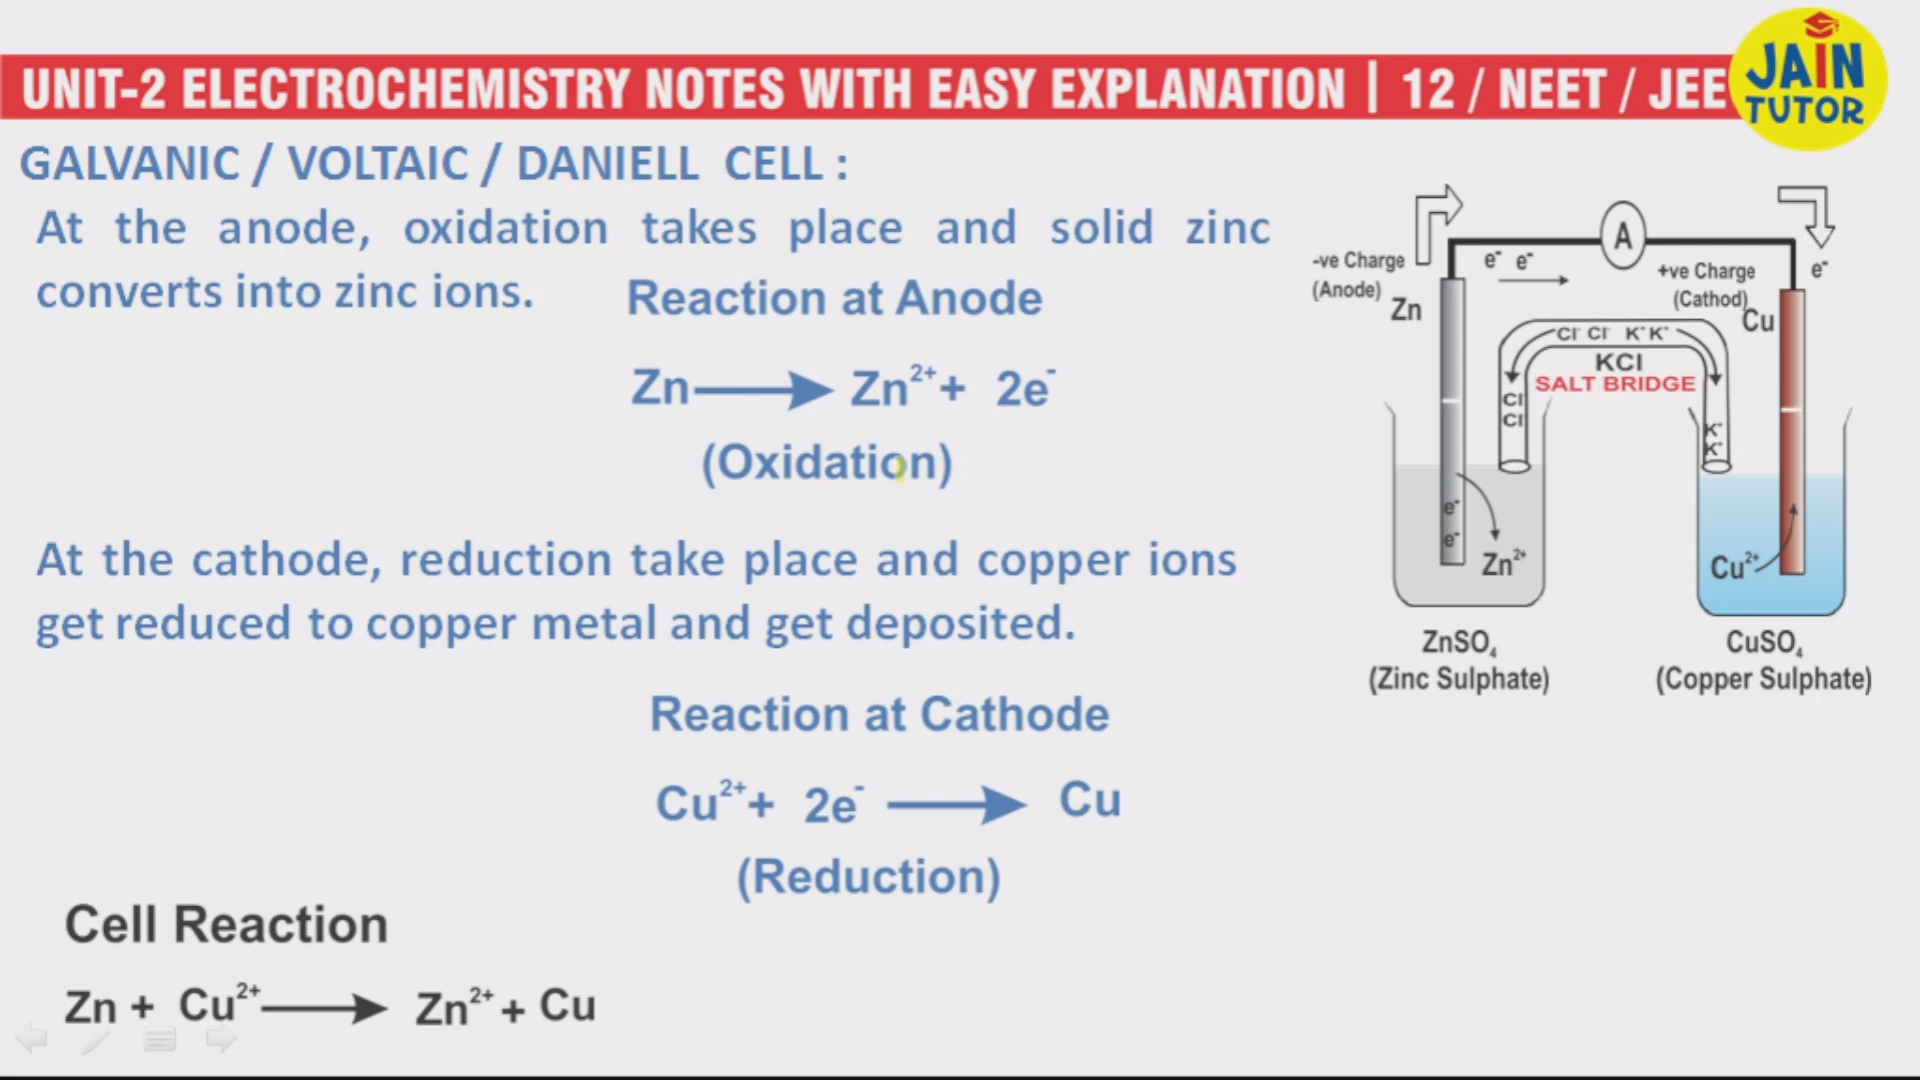 UNIT-2 ELECTROCHEMISTRY NOTES WITH EASY EXPLANATION | 12 / NEET / JEE
JAIN
TUTOR
GALVANIC / VOLTAIC / DANIELL CELL :
At the anode, oxidation takes place and solid zinc
converts into zinc ions.
Reaction at Anode
Zn ⟶ Zn²⁺ + 2e⁻
(Oxidation)
At the cathode, reduction take place and copper ions
get reduced to copper metal and get deposited.
Reaction at Cathode
Cu²⁺ + 2e⁻ ⟶ Cu
(Reduction)
Cell Reaction
Zn + Cu²⁺ ⟶ Zn²⁺ + Cu
A
-ve Charge
(Anode)
Zn
e⁻ e⁻
+ve Charge
(Cathod)
Cu
e⁻
Cl⁻ Cl⁻ K⁺ K⁺
KCl
SALT BRIDGE
Cl⁻
Cl⁻
K⁺
K⁺
e⁻
e⁻
Zn²⁺
Cu²⁺
ZnSO₄
(Zinc Sulphate)
CuSO₄
(Copper Sulphate)